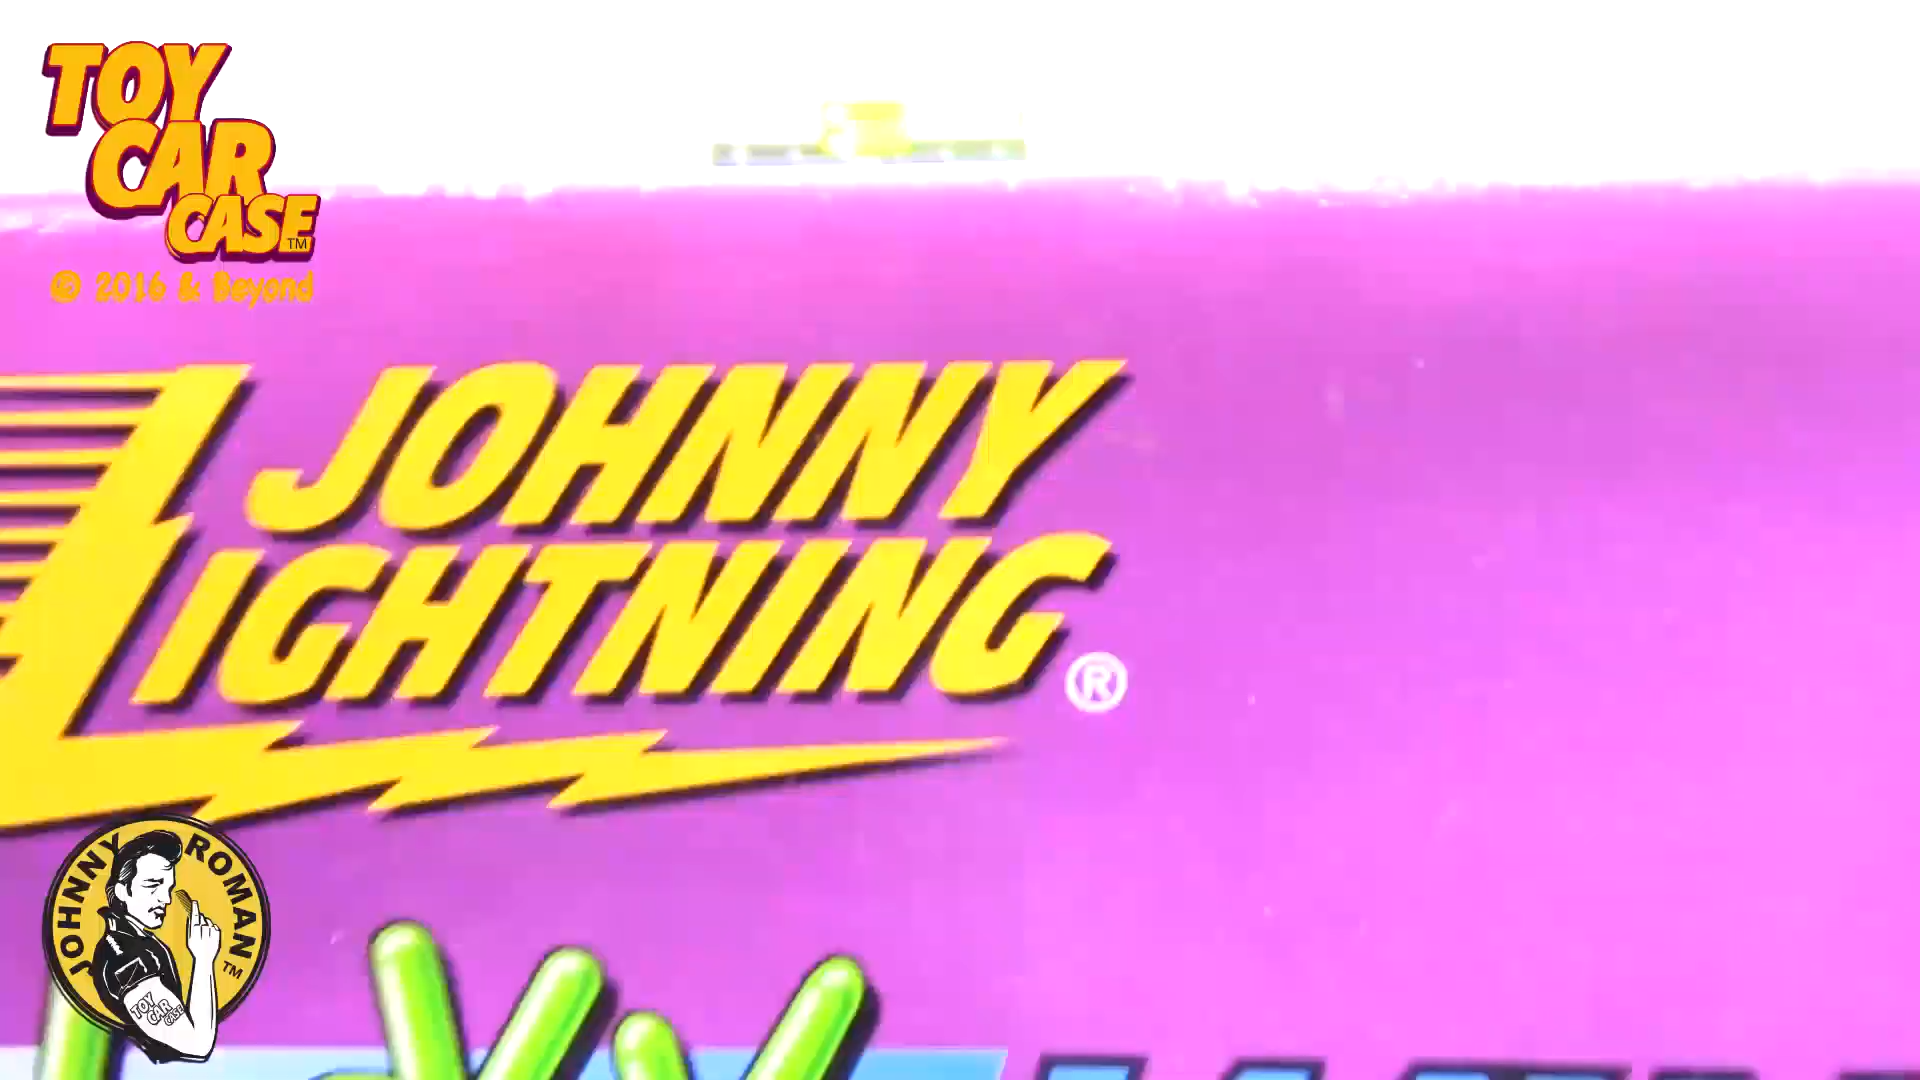 TOY
CAR
CASE™
© 2016 & Beyond
JOHNNY
LIGHTNING®
JOHNNY ROMAN™
TOY
CAR
CASE